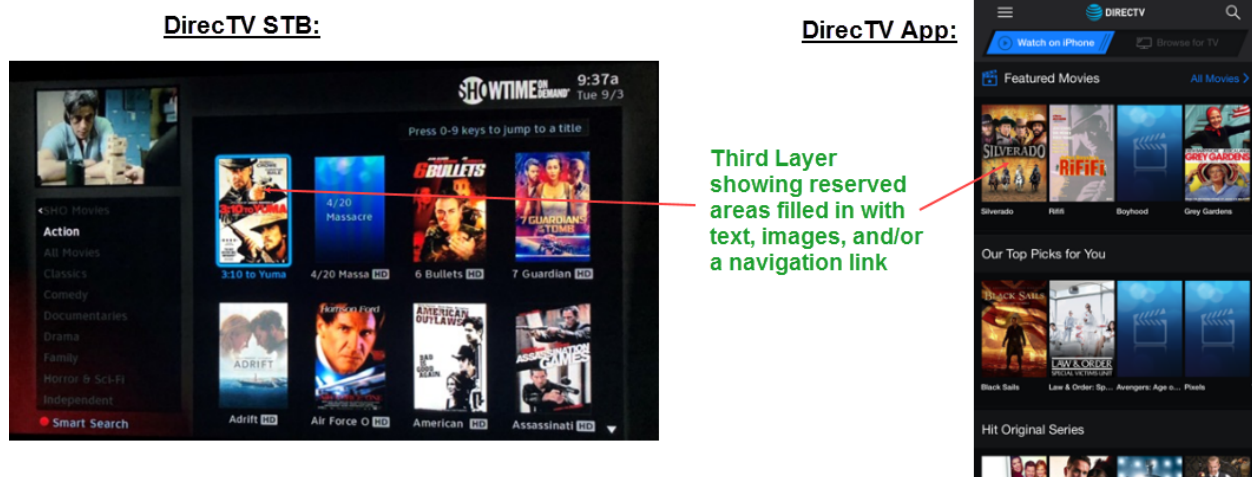 DirecTV STB:
DirecTV App:
SHOWTIME ON DEMAND
9:37a
Tue 9/3
Press 0-9 keys to jump to a title
<SHO Movies
Action
All Movies
Classics
Comedy
Documentaries
Drama
Family
Horror & Sci-Fi
Independent
Smart Search
3:10 TO YUMA
4/20
Massacre
6 BULLETS
7 GUARDIANS
OF THE
TOMB
3:10 to Yuma
4/20 Massa HD
6 Bullets HD
7 Guardian HD
ADRIFT
Harrison Ford
AIR FORCE ONE
AMERICAN
OUTLAWS
BAD
IS
GOOD
AGAIN.
ASSASSINATION
GAMES
Adrift HD
Air Force O HD
American HD
Assassinati HD
Third Layer
showing reserved
areas filled in with
text, images, and/or
a navigation link
DIRECTV
Watch on iPhone
Browse for TV
Featured Movies
All Movies >
SILVERADO
RiFiFi
GREY GARDENS
Silverado
Rififi
Boyhood
Grey Gardens
Our Top Picks for You
BLACK SAILS
LAW & ORDER
SPECIAL VICTIMS UNIT
Black Sails
Law & Order: Sp...
Avengers: Age o...
Pixels
Hit Original Series